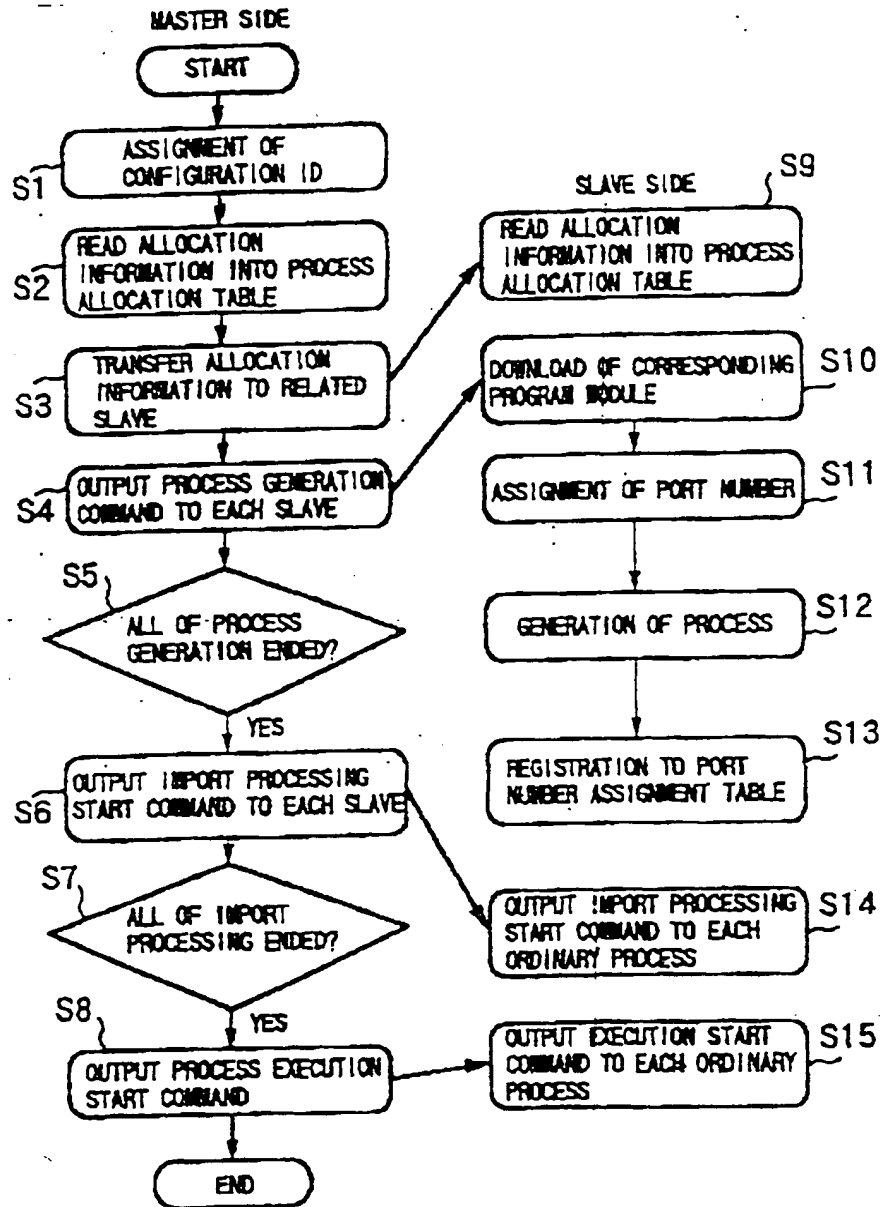 MASTER SIDE
START
S1
ASSIGNMENT OF
CONFIGURATION ID
S2
READ ALLOCATION
INFORMATION INTO PROCESS
ALLOCATION TABLE
S3
TRANSFER ALLOCATION
INFORMATION TO RELATED
SLAVE
S4
OUTPUT PROCESS GENERATION
COMMAND TO EACH SLAVE
S5
ALL OF PROCESS
GENERATION ENDED?
YES
S6
OUTPUT IMPORT PROCESSING
START COMMAND TO EACH SLAVE
S7
ALL OF IMPORT
PROCESSING ENDED?
YES
S8
OUTPUT PROCESS EXECUTION
START COMMAND
END
SLAVE SIDE
S9
READ ALLOCATION
INFORMATION INTO PROCESS
ALLOCATION TABLE
S10
DOWNLOAD OF CORRESPONDING
PROGRAM MODULE
S11
ASSIGNMENT OF PORT NUMBER
S12
GENERATION OF PROCESS
S13
REGISTRATION TO PORT
NUMBER ASSIGNMENT TABLE
S14
OUTPUT IMPORT PROCESSING
START COMMAND TO EACH
ORDINARY PROCESS
S15
OUTPUT EXECUTION START
COMMAND TO EACH ORDINARY
PROCESS